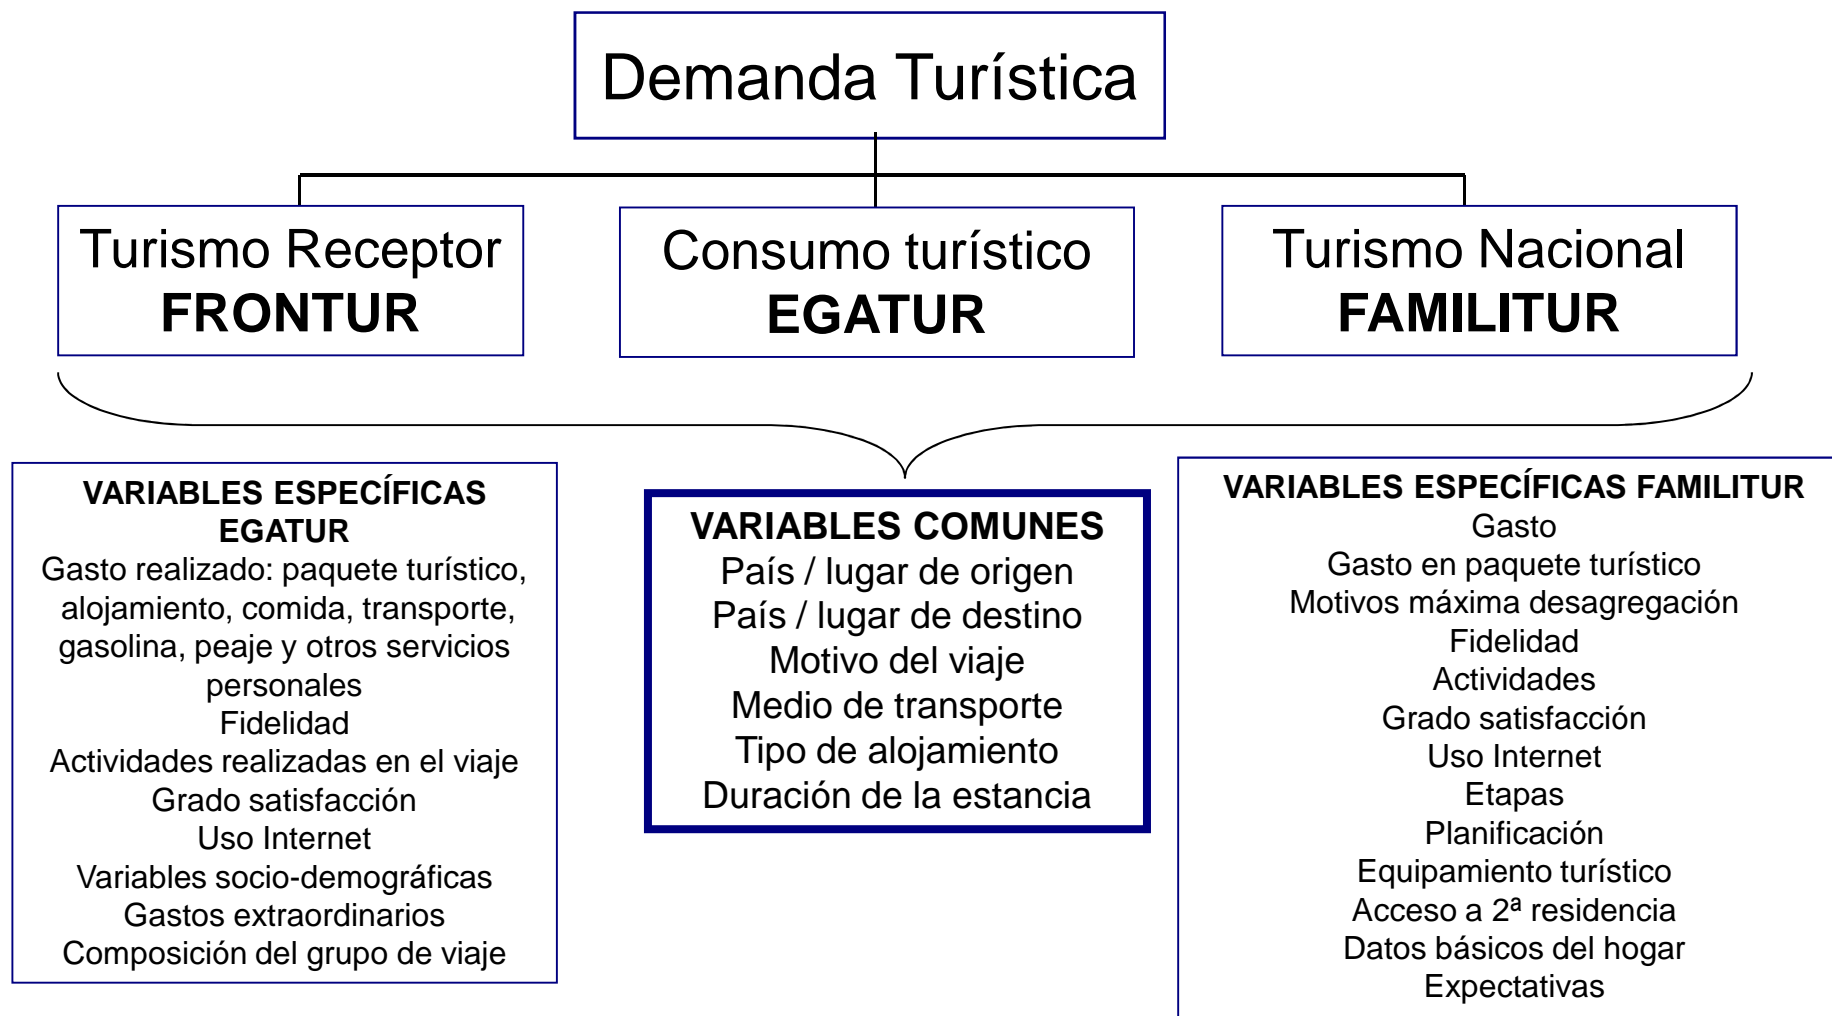 Demanda Turística
Turismo Receptor
FRONTUR
Consumo turístico
EGATUR
Turismo Nacional
FAMILITUR
VARIABLES ESPECÍFICAS
EGATUR
Gasto realizado: paquete turístico,
alojamiento, comida, transporte,
gasolina, peaje y otros servicios
personales
Fidelidad
Actividades realizadas en el viaje
Grado satisfacción
Uso Internet
Variables socio-demográficas
Gastos extraordinarios
Composición del grupo de viaje
VARIABLES COMUNES
País / lugar de origen
País / lugar de destino
Motivo del viaje
Medio de transporte
Tipo de alojamiento
Duración de la estancia
VARIABLES ESPECÍFICAS FAMILITUR
Gasto
Gasto en paquete turístico
Motivos máxima desagregación
Fidelidad
Actividades
Grado satisfacción
Uso Internet
Etapas
Planificación
Equipamiento turístico
Acceso a 2ª residencia
Datos básicos del hogar
Expectativas